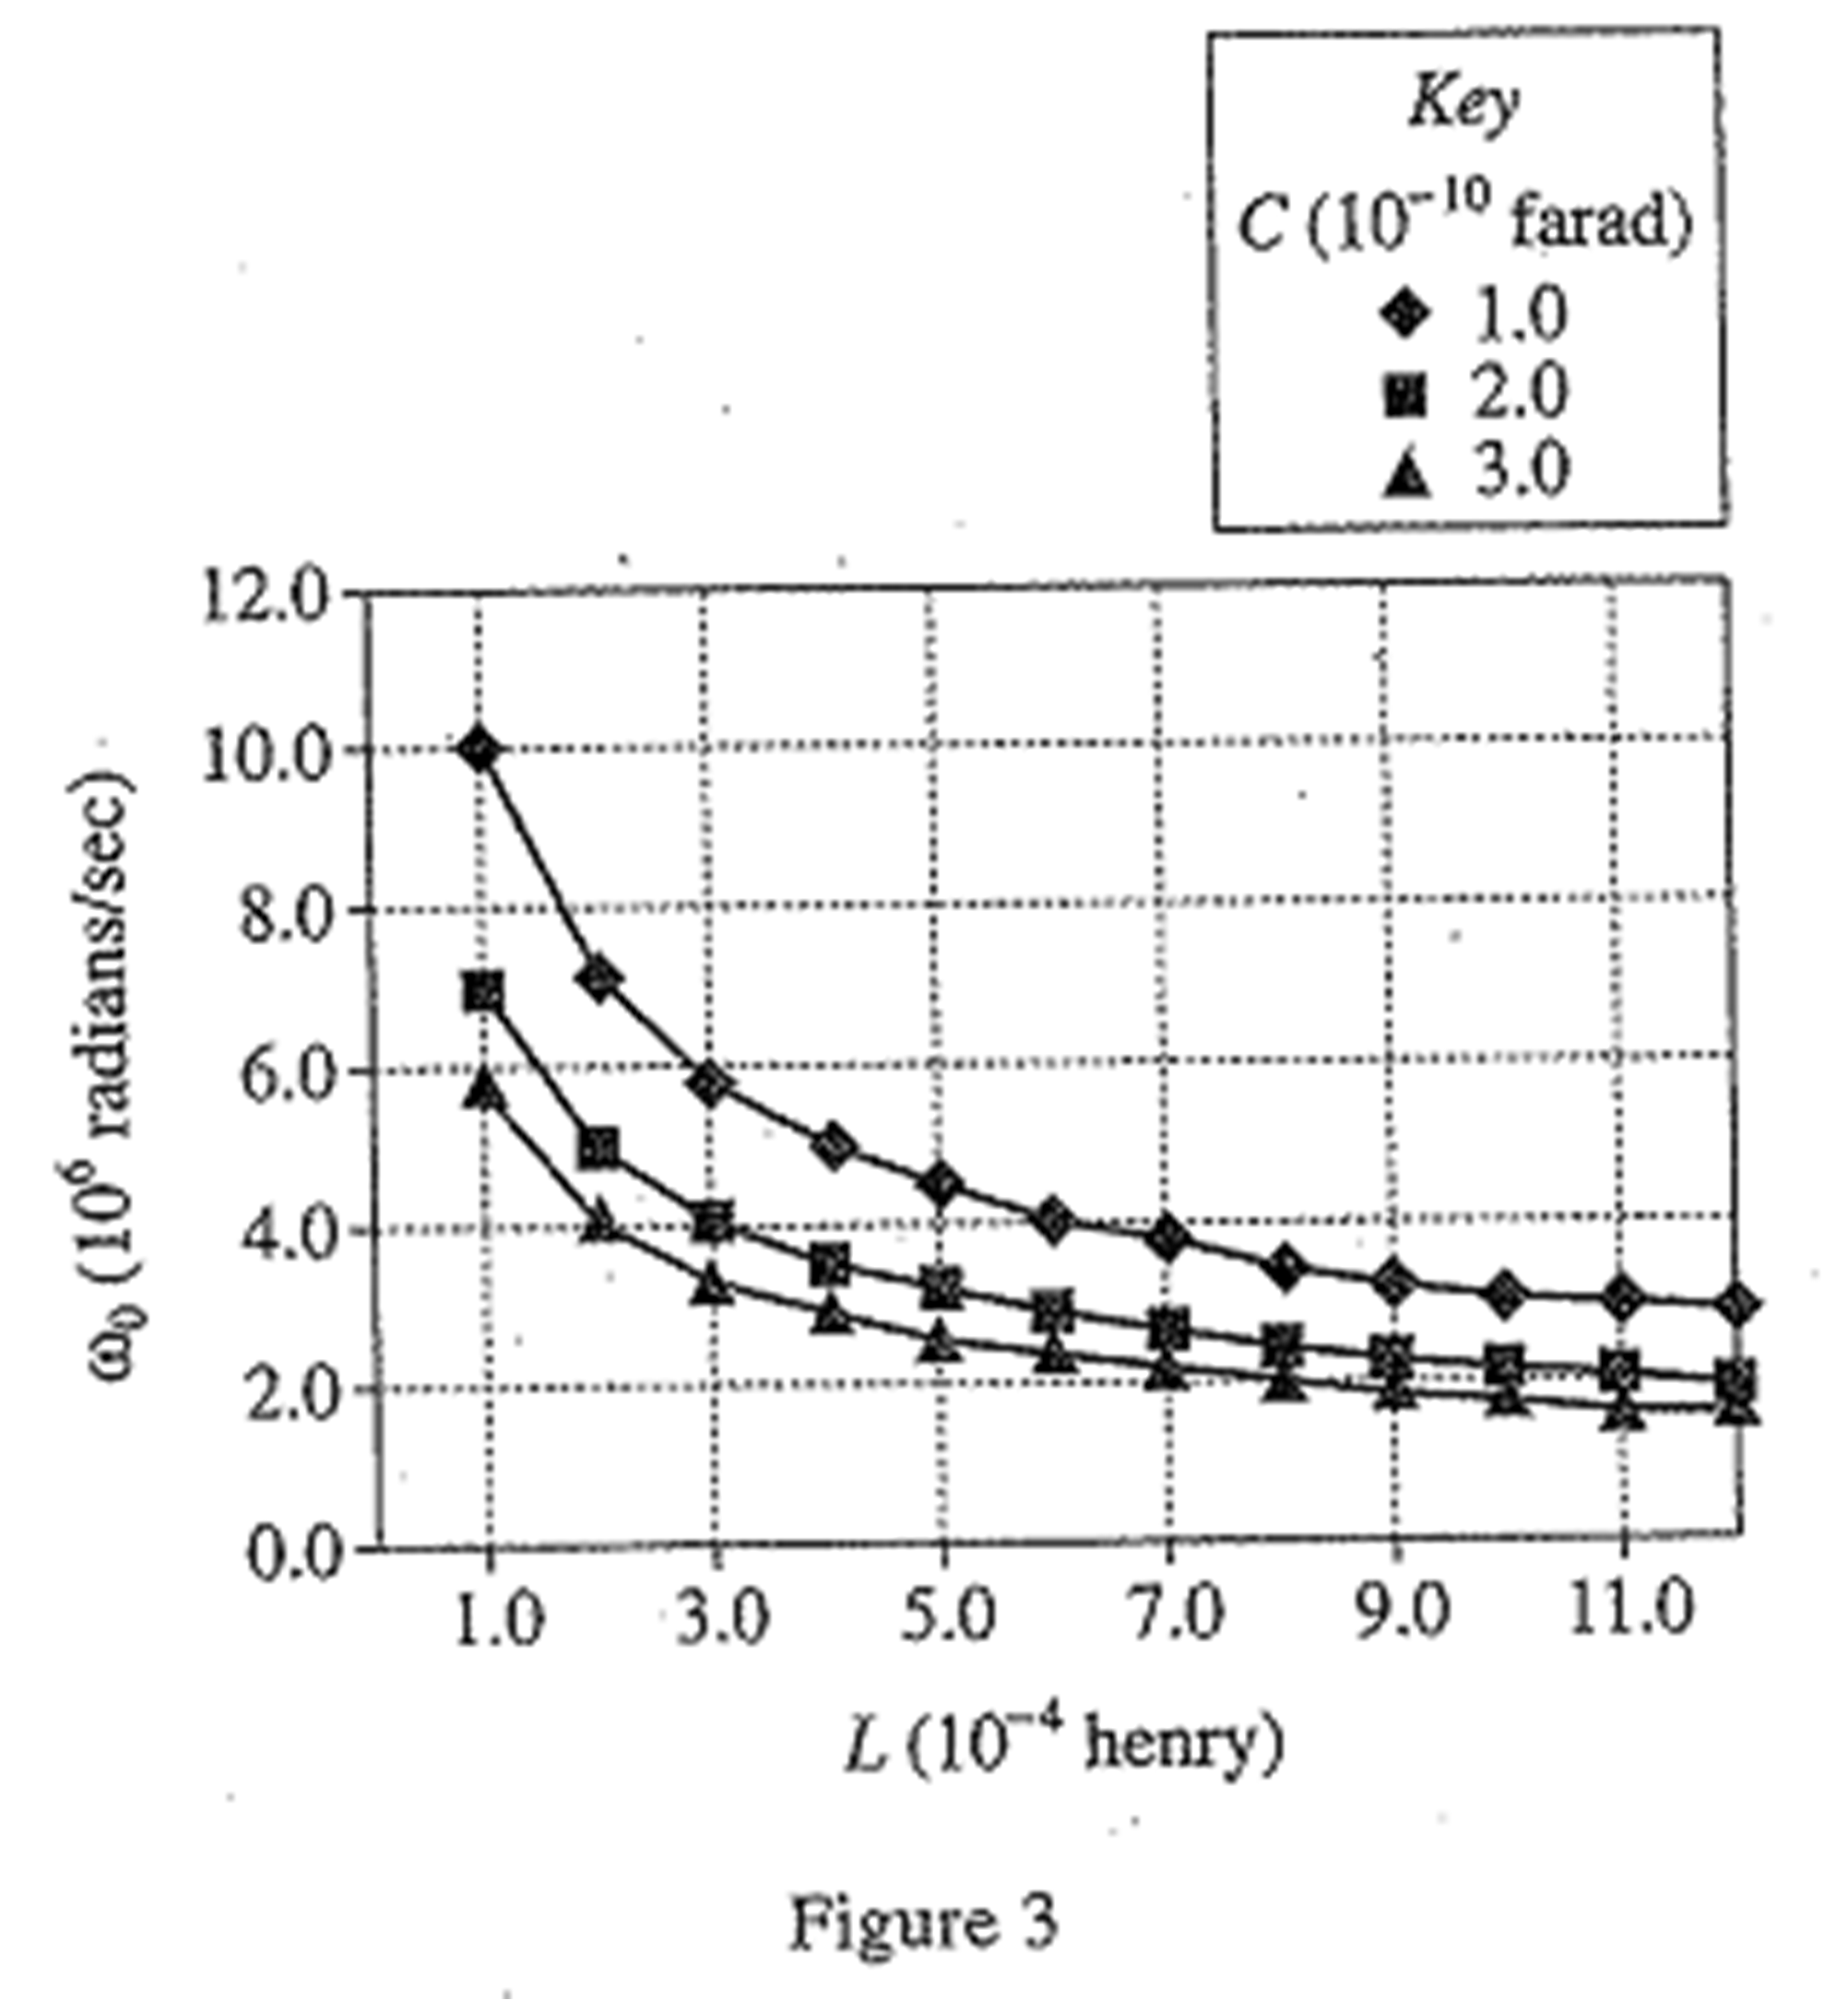 Key
C (10⁻¹⁰ farad)
◆ 1.0
■ 2.0
▲ 3.0
12.0
10.0
8.0
6.0
4.0
2.0
0.0
ω₀ (10⁶ radians/sec)
1.0 3.0 5.0 7.0 9.0 11.0
L (10⁻⁴ henry)
Figure 3